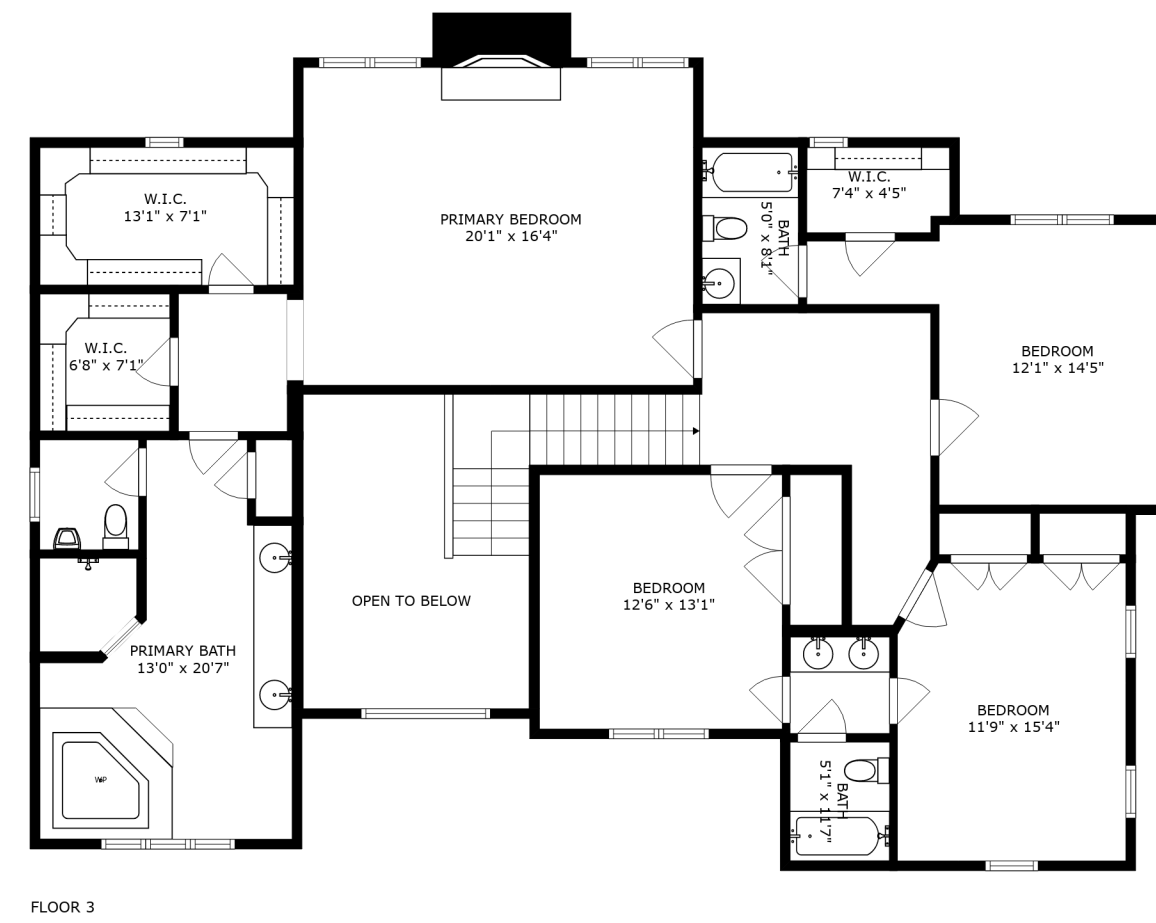 W.I.C.
13'1" x 7'1"
PRIMARY BEDROOM
20'1" x 16'4"
BATH
5'0" x 8'1"
W.I.C.
7'4" x 4'5"
W.I.C.
6'8" x 7'1"
BEDROOM
12'1" x 14'5"
OPEN TO BELOW
BEDROOM
12'6" x 13'1"
PRIMARY BATH
13'0" x 20'7"
BEDROOM
11'9" x 15'4"
BATH
5'1" x 11'7"
FLOOR 3